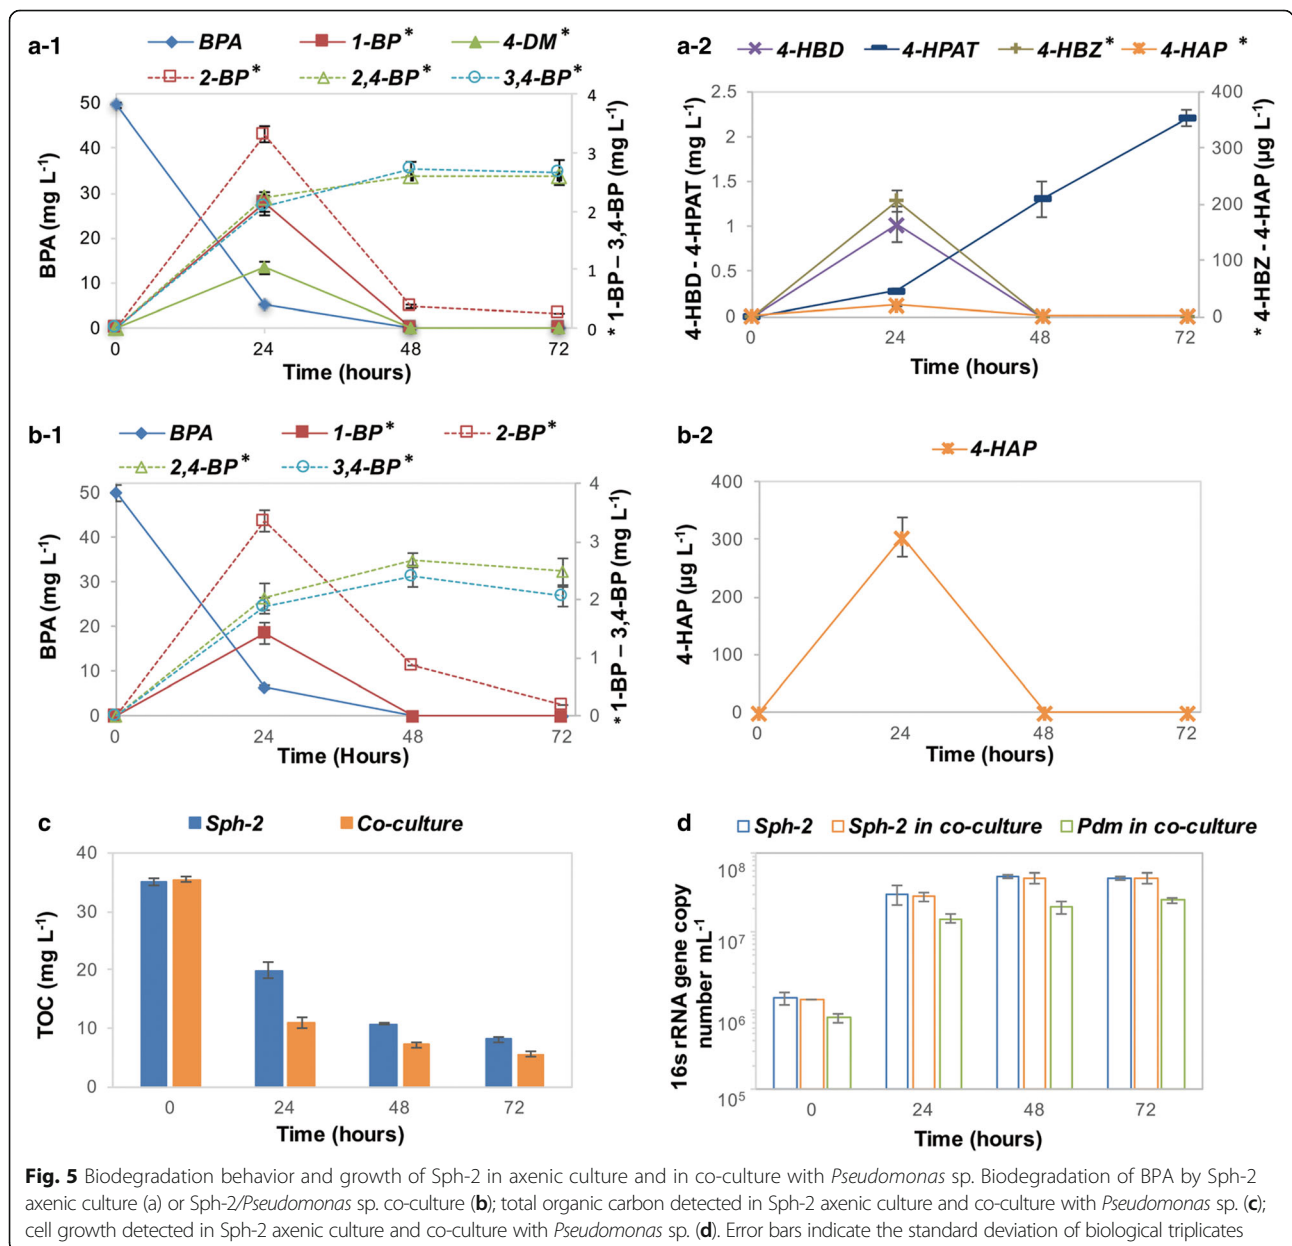 a-1
BPA 1-BP* 4-DM*
2-BP* 2,4-BP* 3,4-BP*
50
40
30
20
10
0
BPA (mg L-1)
4
3
2
1
0
* 1-BP – 3,4-BP (mg L-1)
0 24 48 72
Time (hours)
a-2
4-HBD 4-HPAT 4-HBZ* 4-HAP *
2.5
2
1.5
1
0.5
0
4-HBD - 4-HPAT (mg L-1)
400
300
200
100
0
* 4-HBZ - 4-HAP (µg L-1)
0 24 48 72
Time (hours)
b-1
BPA 1-BP* 2-BP*
2,4-BP* 3,4-BP*
50
40
30
20
10
0
BPA (mg L-1)
4
3
2
1
0
* 1-BP – 3,4-BP (mg L-1)
0 24 48 72
Time (Hours)
b-2
4-HAP
400
300
200
100
0
4-HAP (µg L-1)
0 24 48 72
Time (hours)
c
Sph-2 Co-culture
40
30
20
10
0
TOC (mg L-1)
0 24 48 72
Time (hours)
d
Sph-2 Sph-2 in co-culture Pdm in co-culture
10^8
10^7
10^6
10^5
16s rRNA gene copy
number mL-1
0 24 48 72
Time (hours)
Fig. 5 Biodegradation behavior and growth of Sph-2 in axenic culture and in co-culture with Pseudomonas sp. Biodegradation of BPA by Sph-2
axenic culture (a) or Sph-2/Pseudomonas sp. co-culture (b); total organic carbon detected in Sph-2 axenic culture and co-culture with Pseudomonas sp. (c);
cell growth detected in Sph-2 axenic culture and co-culture with Pseudomonas sp. (d). Error bars indicate the standard deviation of biological triplicates